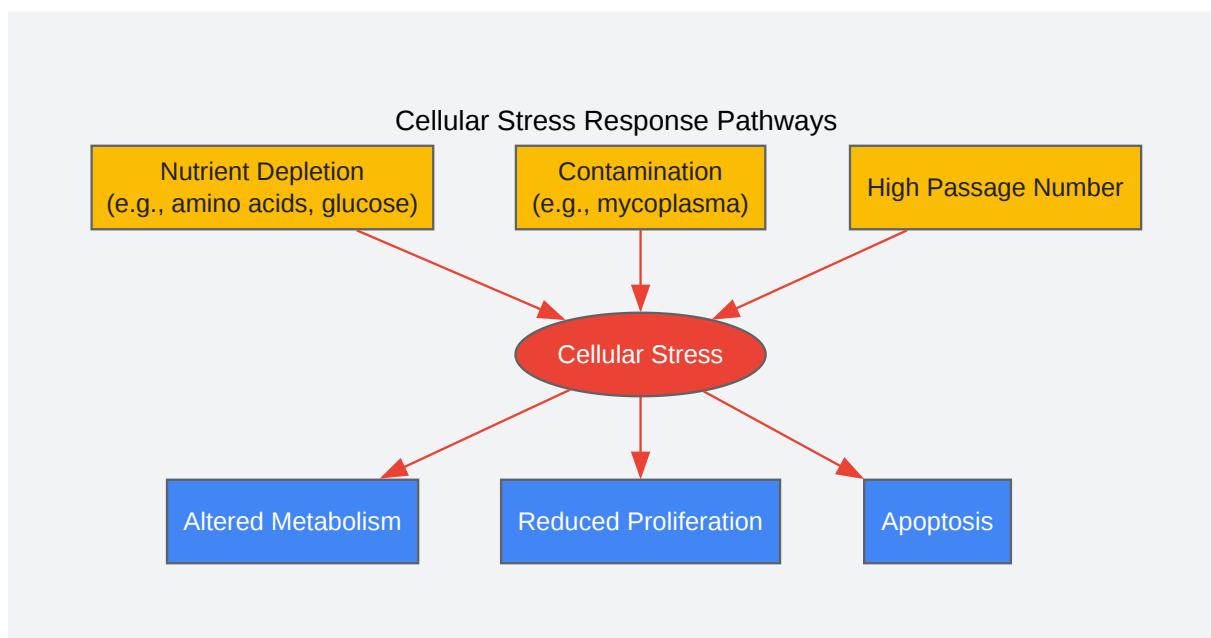 Cellular Stress Response Pathways
Nutrient Depletion
(e.g., amino acids, glucose)
Contamination
(e.g., mycoplasma)
High Passage Number
Cellular Stress
Altered Metabolism
Reduced Proliferation
Apoptosis